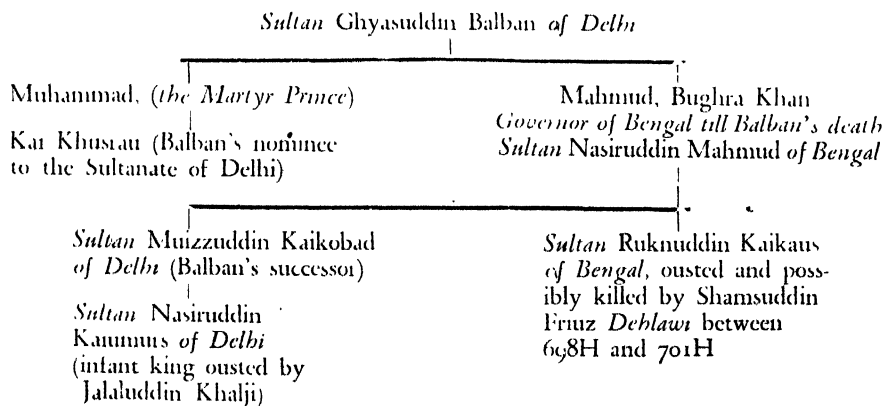 Sultan Ghyasuddin Balban of Delhi
Muhammad, (the Martyr Prince)
Kai Khusrau (Balban's nominee
to the Sultanate of Delhi)
Mahmud, Bughra Khan
Governor of Bengal till Balban's death
Sultan Nasiruddin Mahmud of Bengal
Sultan Muizzuddin Kaikobad
of Delhi (Balban's successor)
Sultan Nasiruddin
Kaiumurs of Delhi
(infant king ousted by
Jalaluddin Khalji)
Sultan Ruknuddin Kaikaus
of Bengal, ousted and poss-
ibly killed by Shamsuddin
Firuz Dehlawi between
698H and 701H